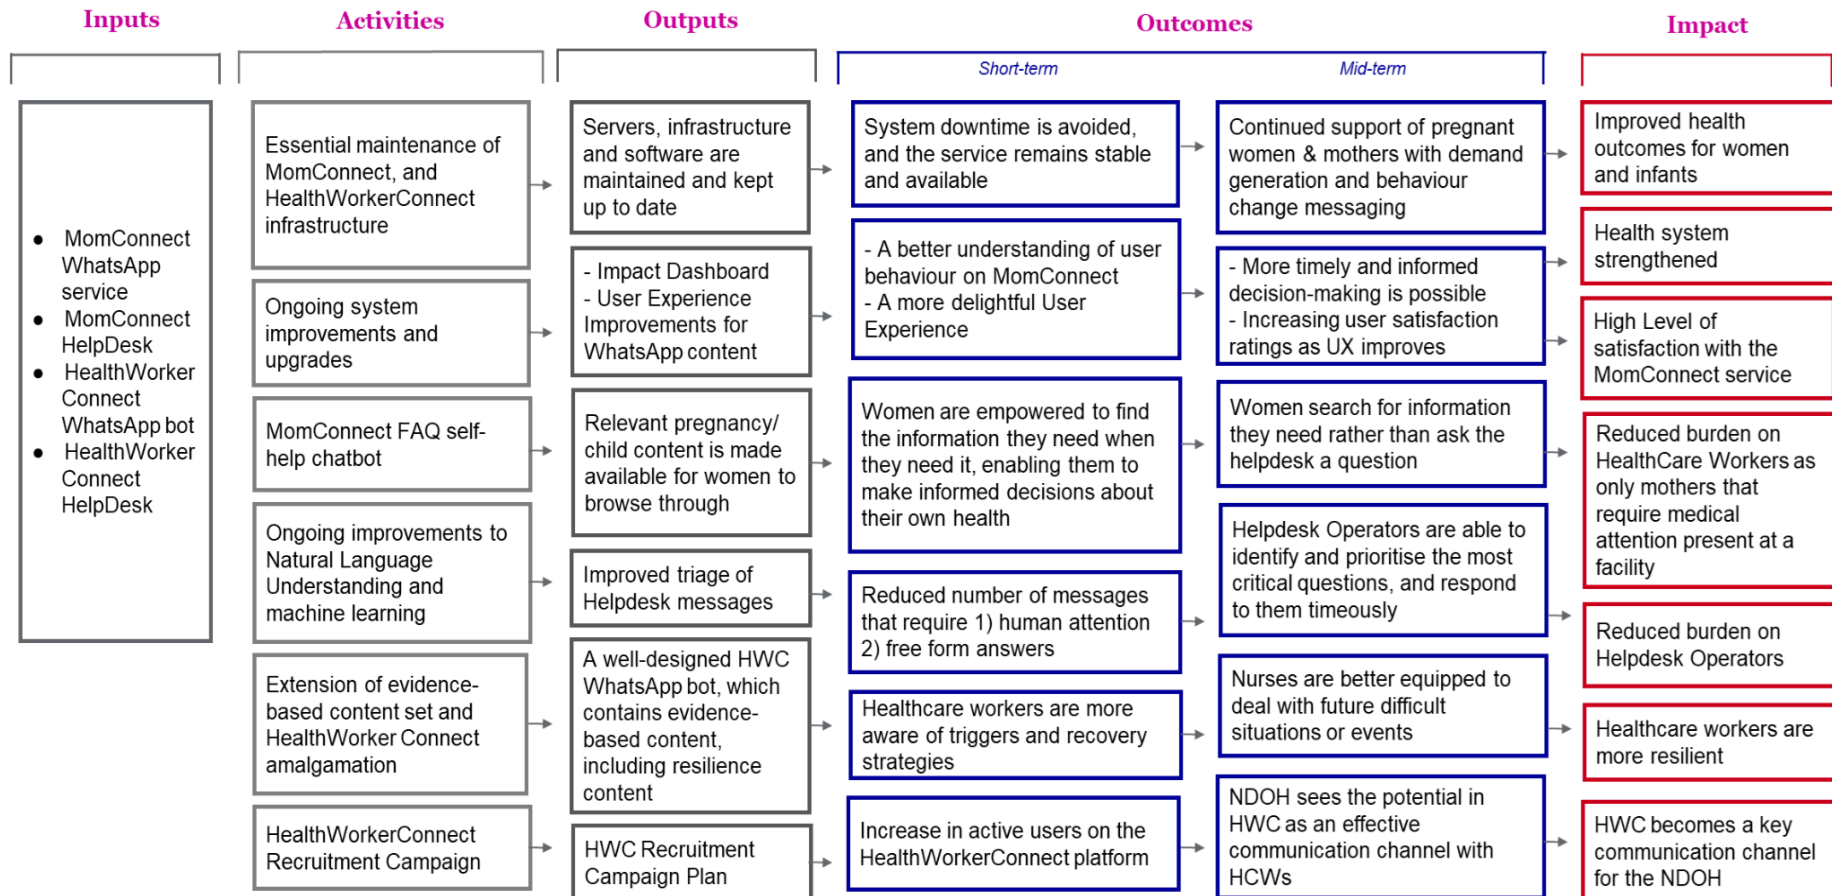 Inputs
Activities
Outputs
Outcomes
Impact
Short-term
Mid-term
● MomConnect
WhatsApp
service
● MomConnect
HelpDesk
● HealthWorker
Connect
WhatsApp bot
● HealthWorker
Connect
HelpDesk
Essential maintenance of
MomConnect, and
HealthWorkerConnect
infrastructure
Ongoing system
improvements and
upgrades
MomConnect FAQ self-
help chatbot
Ongoing improvements to
Natural Language
Understanding and
machine learning
Extension of evidence-
based content set and
HealthWorker Connect
amalgamation
HealthWorkerConnect
Recruitment Campaign
Servers, infrastructure
and software are
maintained and kept
up to date
- Impact Dashboard
- User Experience
Improvements for
WhatsApp content
Relevant pregnancy/
child content is made
available for women to
browse through
Improved triage of
Helpdesk messages
A well-designed HWC
WhatsApp bot, which
contains evidence-
based content,
including resilience
content
HWC Recruitment
Campaign Plan
System downtime is avoided,
and the service remains stable
and available
- A better understanding of user
behaviour on MomConnect
- A more delightful User
Experience
Women are empowered to find
the information they need when
they need it, enabling them to
make informed decisions about
their own health
Reduced number of messages
that require 1) human attention
2) free form answers
Healthcare workers are more
aware of triggers and recovery
strategies
Increase in active users on the
HealthWorkerConnect platform
Continued support of pregnant
women & mothers with demand
generation and behaviour
change messaging
- More timely and informed
decision-making is possible
- Increasing user satisfaction
ratings as UX improves
Women search for information
they need rather than ask the
helpdesk a question
Helpdesk Operators are able to
identify and prioritise the most
critical questions, and respond
to them timeously
Nurses are better equipped to
deal with future difficult
situations or events
NDOH sees the potential in
HWC as an effective
communication channel with
HCWs
Improved health
outcomes for women
and infants
Health system
strengthened
High Level of
satisfaction with the
MomConnect service
Reduced burden on
HealthCare Workers as
only mothers that
require medical
attention present at a
facility
Reduced burden on
Helpdesk Operators
Healthcare workers are
more resilient
HWC becomes a key
communication channel
for the NDOH